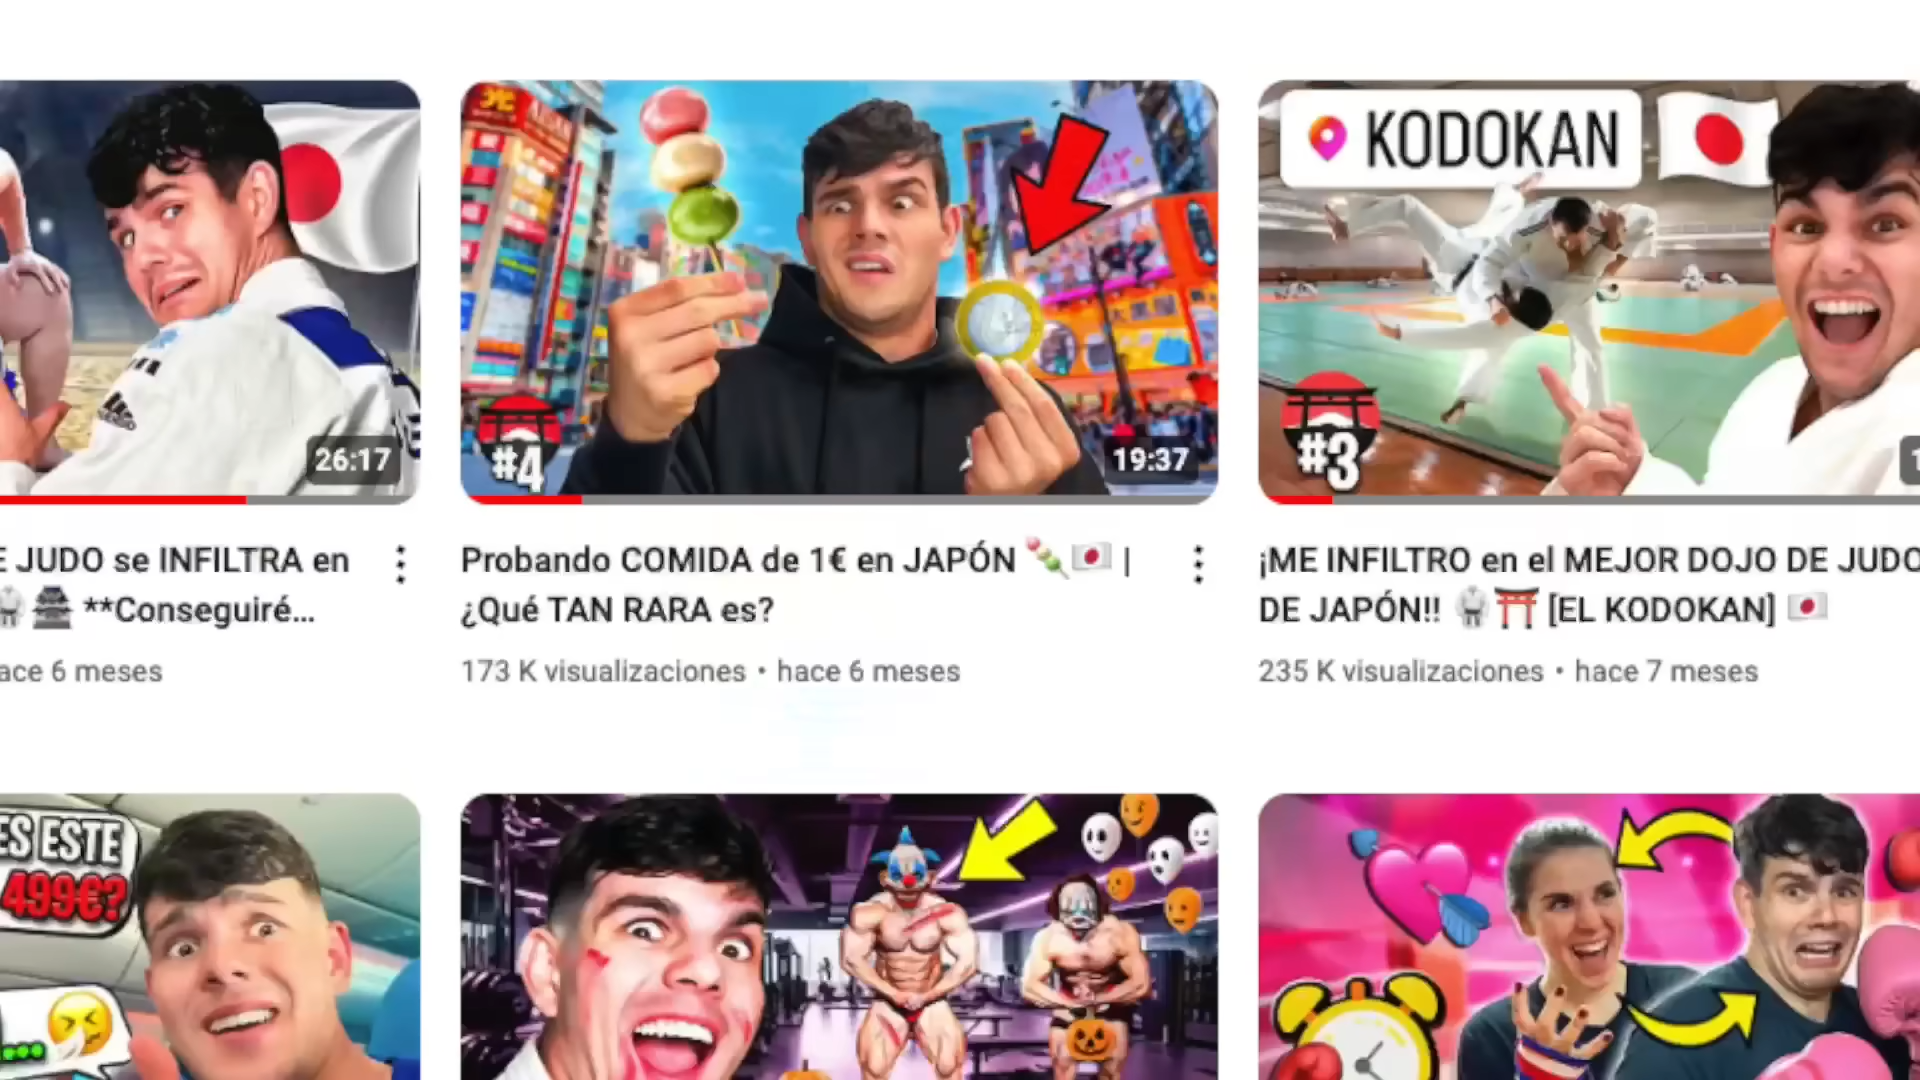 KODOKAN
26:17
#4
19:37
#3
E JUDO se INFILTRA en
**Conseguiré...
ace 6 meses
Probando COMIDA de 1€ en JAPÓN 🍡🇯🇵 |
¿Qué TAN RARA es?
173 K visualizaciones • hace 6 meses
¡ME INFILTRO en el MEJOR DOJO DE JUDO
DE JAPÓN!! 🥋⛩️ [EL KODOKAN] 🇯🇵
235 K visualizaciones • hace 7 meses
ES ESTE
499€?